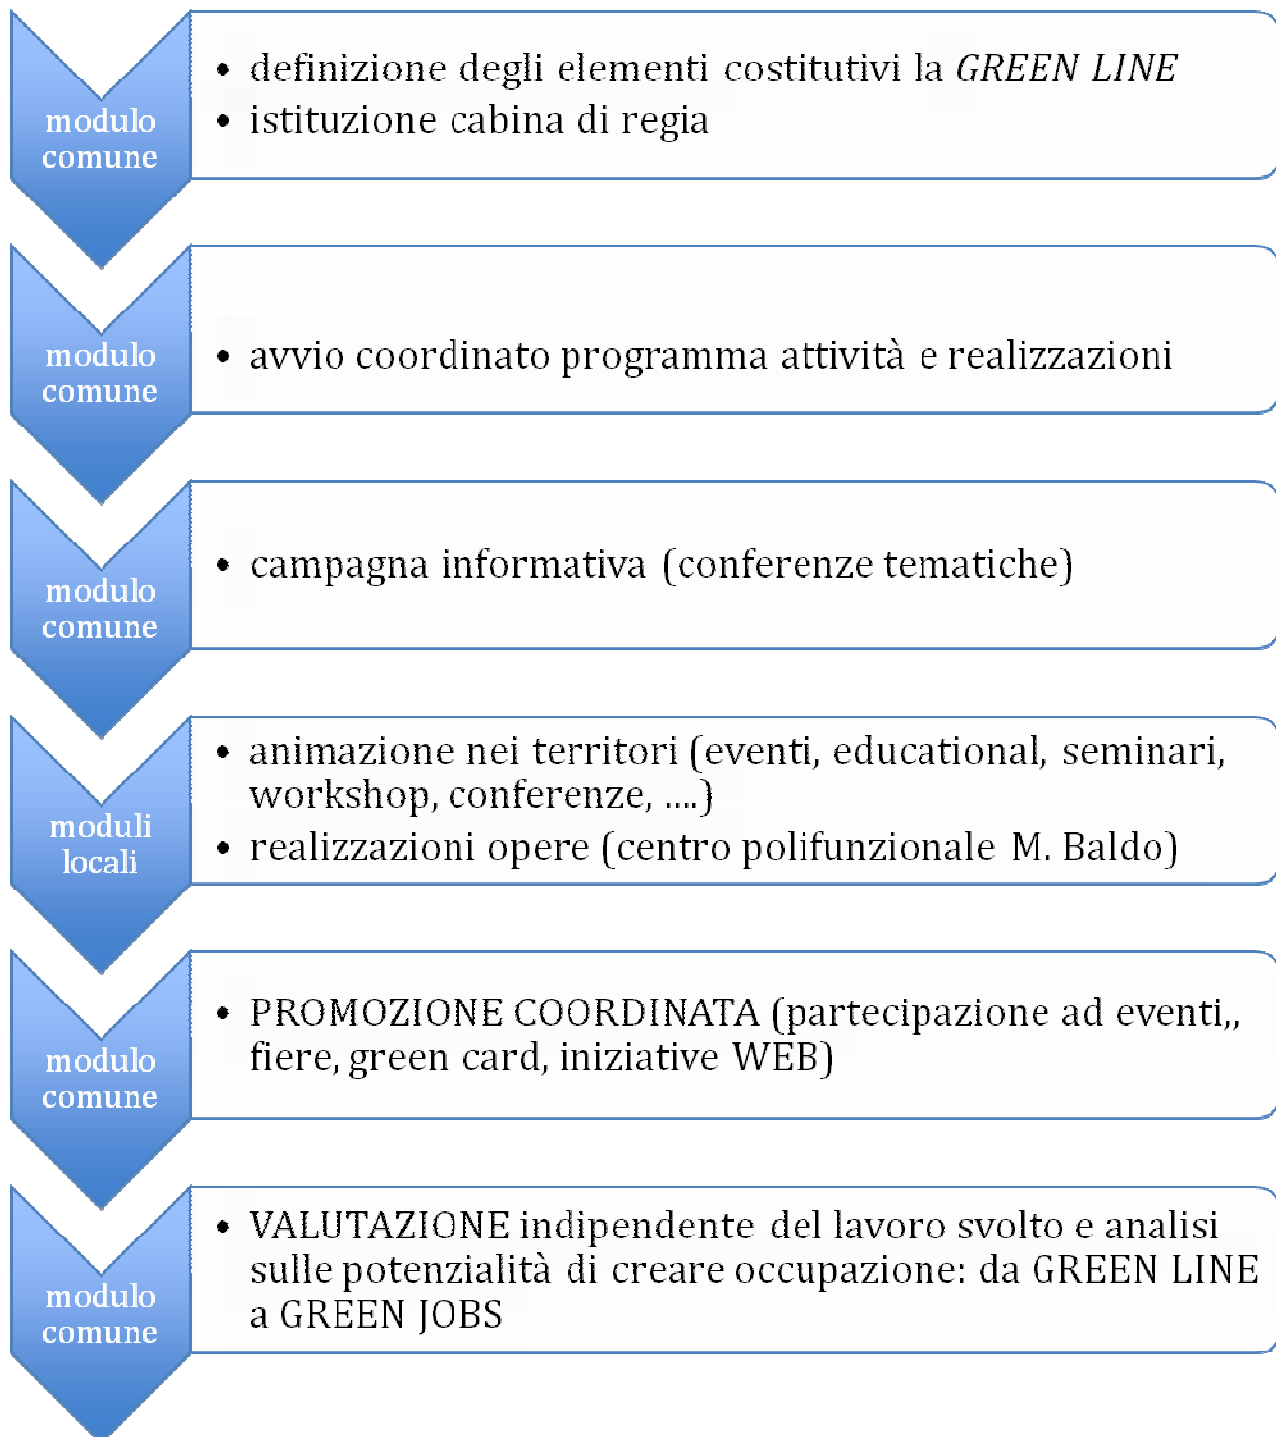 modulo
comune
• definizione degli elementi costitutivi la GREEN LINE
• istituzione cabina di regia
modulo
comune
• avvio coordinato programma attività e realizzazioni
modulo
comune
• campagna informativa (conferenze tematiche)
moduli
locali
• animazione nei territori (eventi, educational, seminari,
workshop, conferenze, ....)
• realizzazioni opere (centro polifunzionale M. Baldo)
modulo
comune
• PROMOZIONE COORDINATA (partecipazione ad eventi,,
fiere, green card, iniziative WEB)
modulo
comune
• VALUTAZIONE indipendente del lavoro svolto e analisi
sulle potenzialità di creare occupazione: da GREEN LINE
a GREEN JOBS